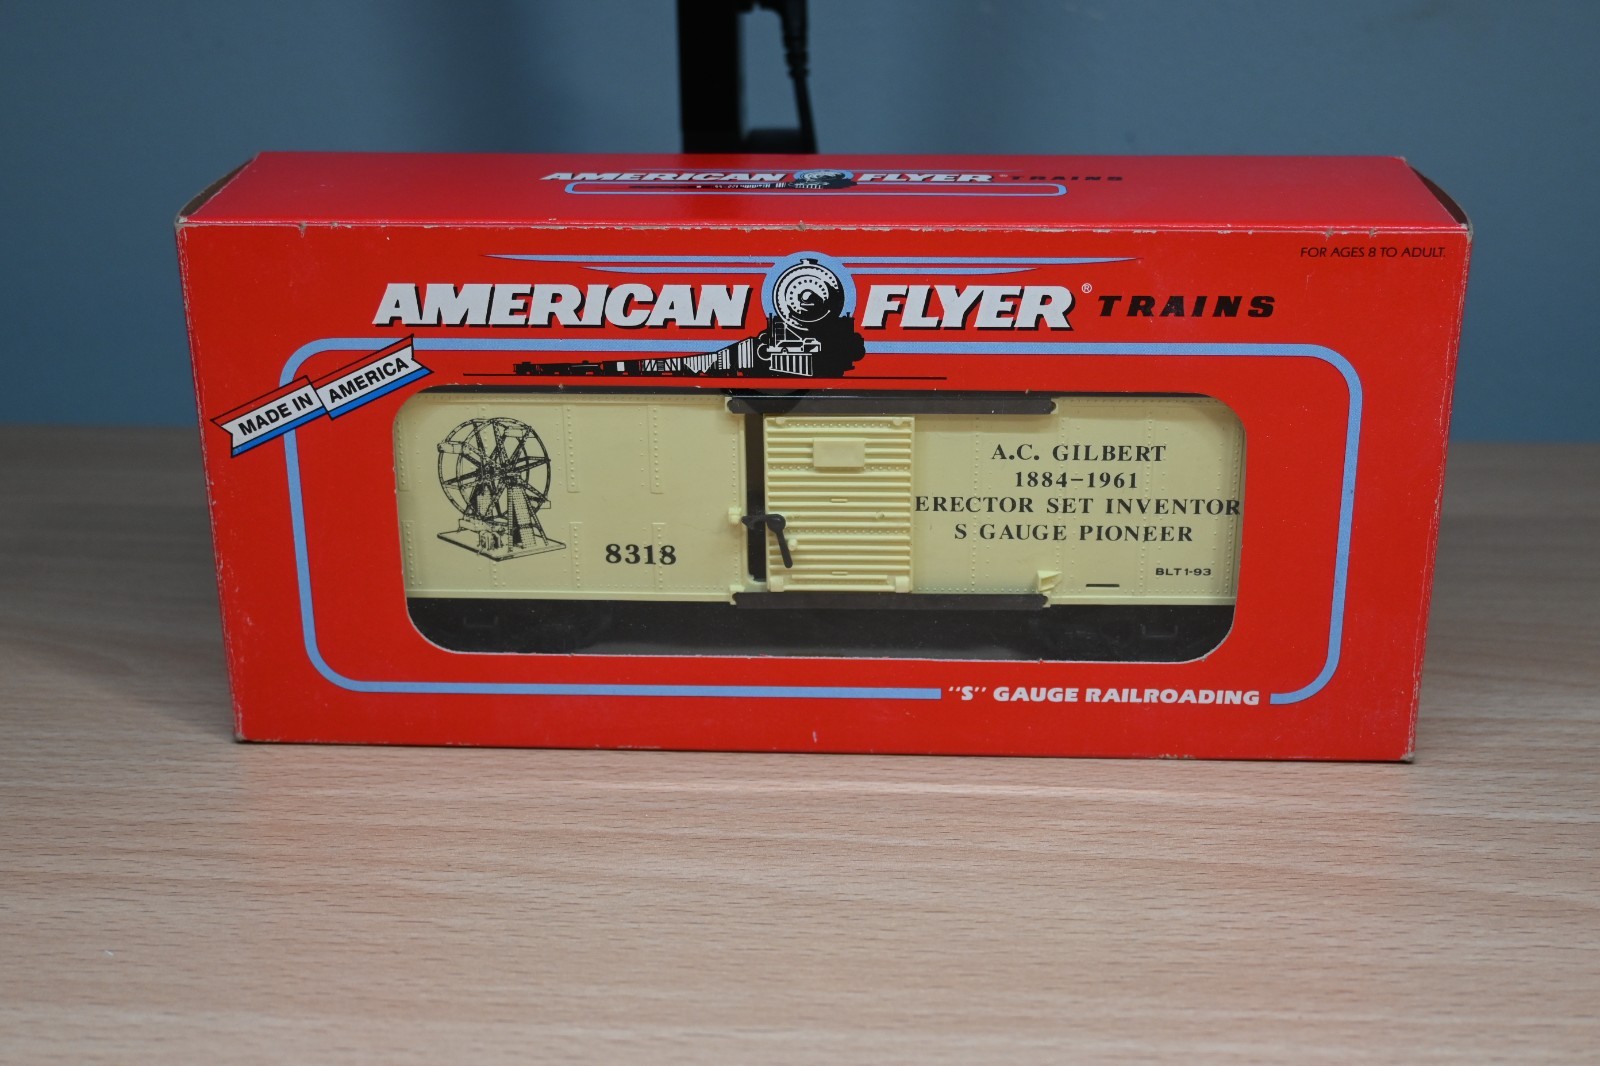 AMERICAN FLYER TRAINS
FOR AGES 8 TO ADULT.
AMERICAN FLYER® TRAINS
MADE IN AMERICA
A.C. GILBERT
1884-1961
ERECTOR SET INVENTOR
S GAUGE PIONEER
8318
BLT 1-93
"S" GAUGE RAILROADING